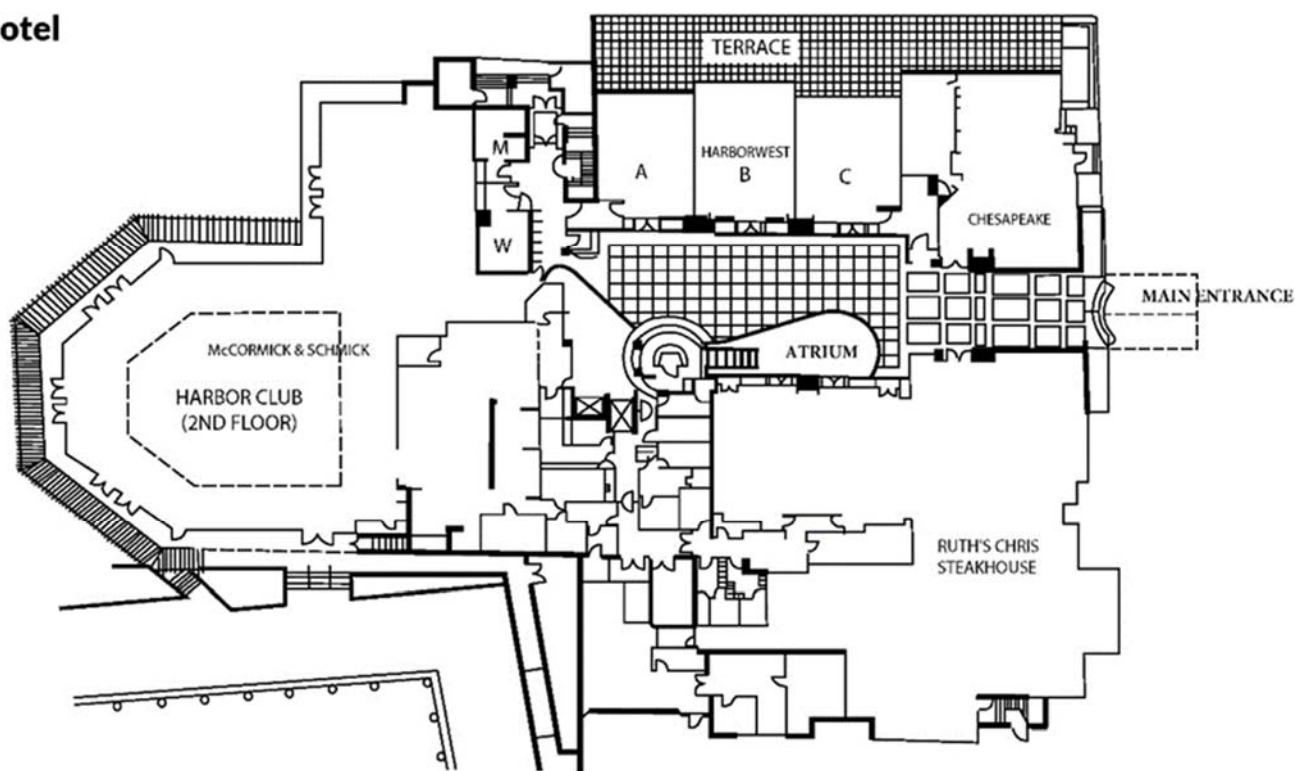 otel
TERRACE
M
HARBORWEST
A
B
C
CHESAPEAKE
W
MAIN ENTRANCE
McCORMICK & SCHMICK
ATRIUM
HARBOR CLUB
(2ND FLOOR)
RUTH'S CHRIS
STEAKHOUSE